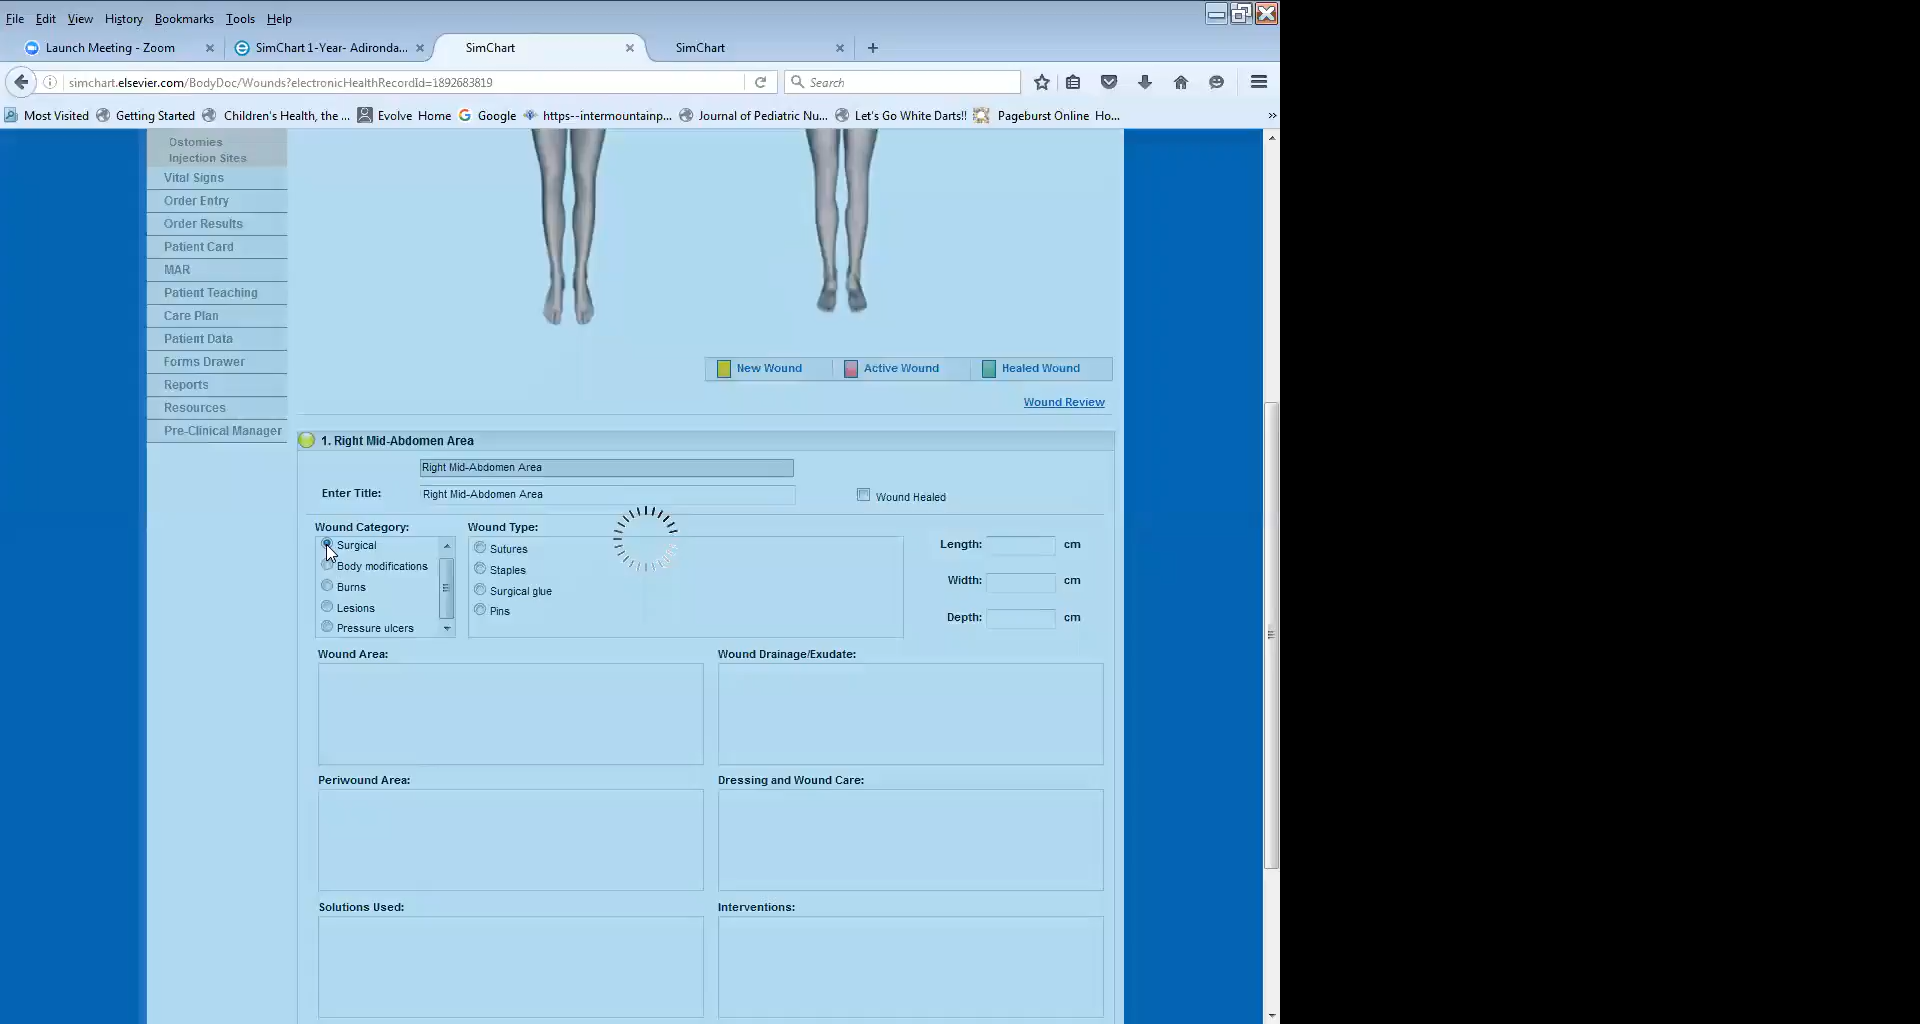 File Edit View History Bookmarks Tools Help
Launch Meeting - Zoom
SimChart 1-Year- Adironda...
SimChart
SimChart
simchart.elsevier.com/BodyDoc/Wounds?electronicHealthRecordId=1892683819
Search
Most Visited Getting Started Children's Health, the ... Evolve Home Google https--intermountainp... Journal of Pediatric Nu... Let's Go White Darts!! Pageburst Online Ho... »
Ostomies
Injection Sites
Vital Signs
Order Entry
Order Results
Patient Card
MAR
Patient Teaching
Care Plan
Patient Data
Forms Drawer
Reports
Resources
Pre-Clinical Manager
New Wound Active Wound Healed Wound
Wound Review
1. Right Mid-Abdomen Area
Right Mid-Abdomen Area
Enter Title: Right Mid-Abdomen Area
Wound Healed
Wound Category:
Surgical
Body modifications
Burns
Lesions
Pressure ulcers
Wound Type:
Sutures
Staples
Surgical glue
Pins
Length: cm
Width: cm
Depth: cm
Wound Area:
Wound Drainage/Exudate:
Periwound Area:
Dressing and Wound Care:
Solutions Used:
Interventions: